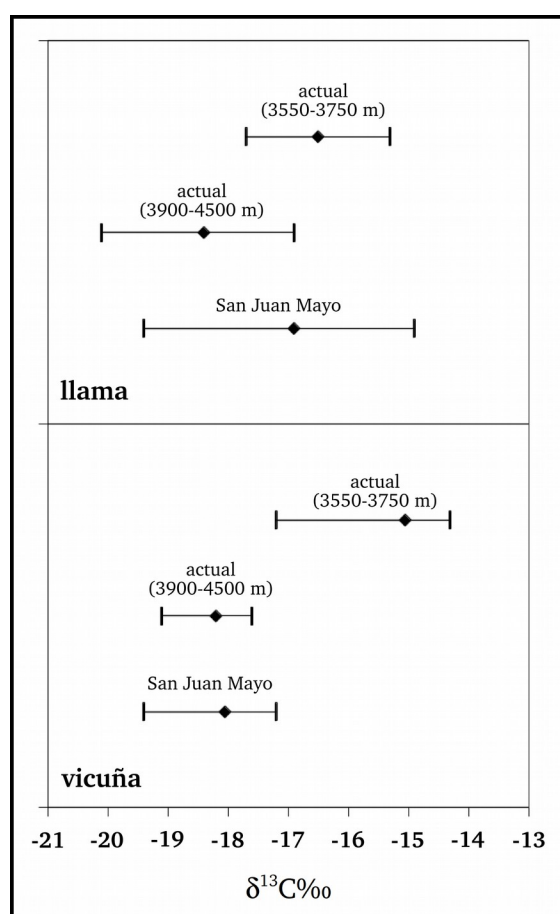 actual
(3550-3750 m)
actual
(3900-4500 m)
San Juan Mayo
llama
actual
(3550-3750 m)
actual
(3900-4500 m)
San Juan Mayo
vicuña
-21 -20 -19 -18 -17 -16 -15 -14 -13
δ¹³C‰